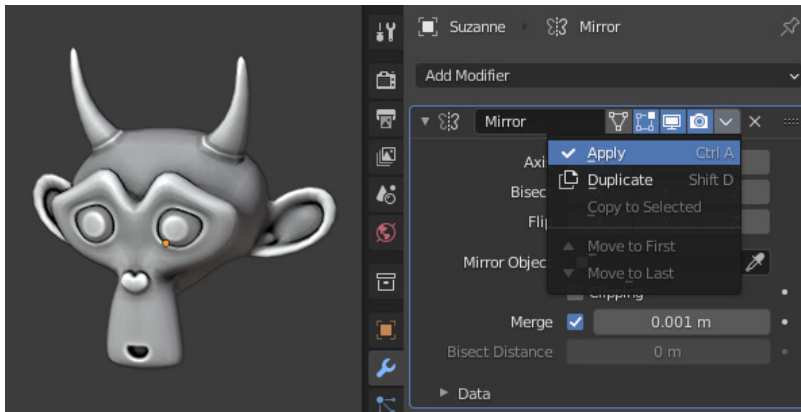 Suzanne Mirror
Add Modifier
Mirror
Apply Ctrl A
Axi
Duplicate Shift D
Bisec
Copy to Selected
Flip
Move to First
Mirror Objec
Move to Last
Clipping
Merge 0.001 m
Bisect Distance 0 m
Data